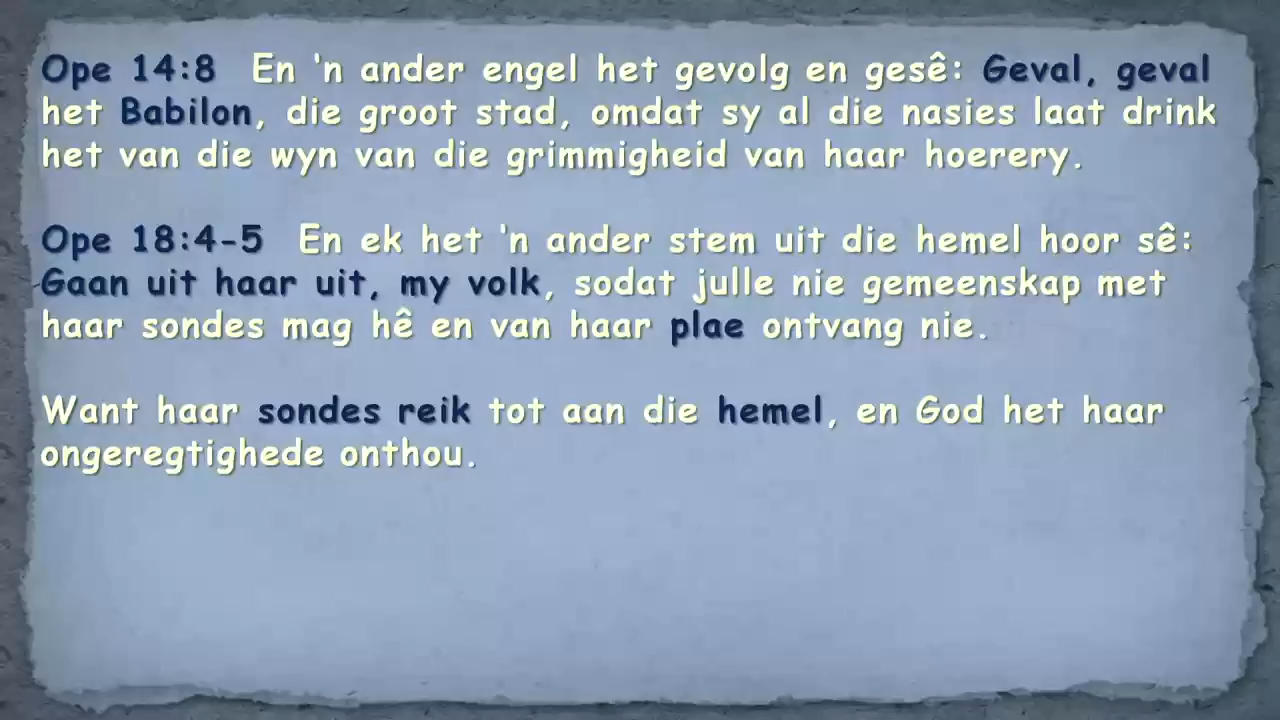 Ope 14:8 En 'n ander engel het gevolg en gesê: Geval, geval
het Babilon, die groot stad, omdat sy al die nasies laat drink
het van die wyn van die grimmigheid van haar hoerery.
Ope 18:4-5 En ek het 'n ander stem uit die hemel hoor sê:
Gaan uit haar uit, my volk, sodat julle nie gemeenskap met
haar sondes mag hê en van haar plae ontvang nie.
Want haar sondes reik tot aan die hemel, en God het haar
ongeregtighede onthou.